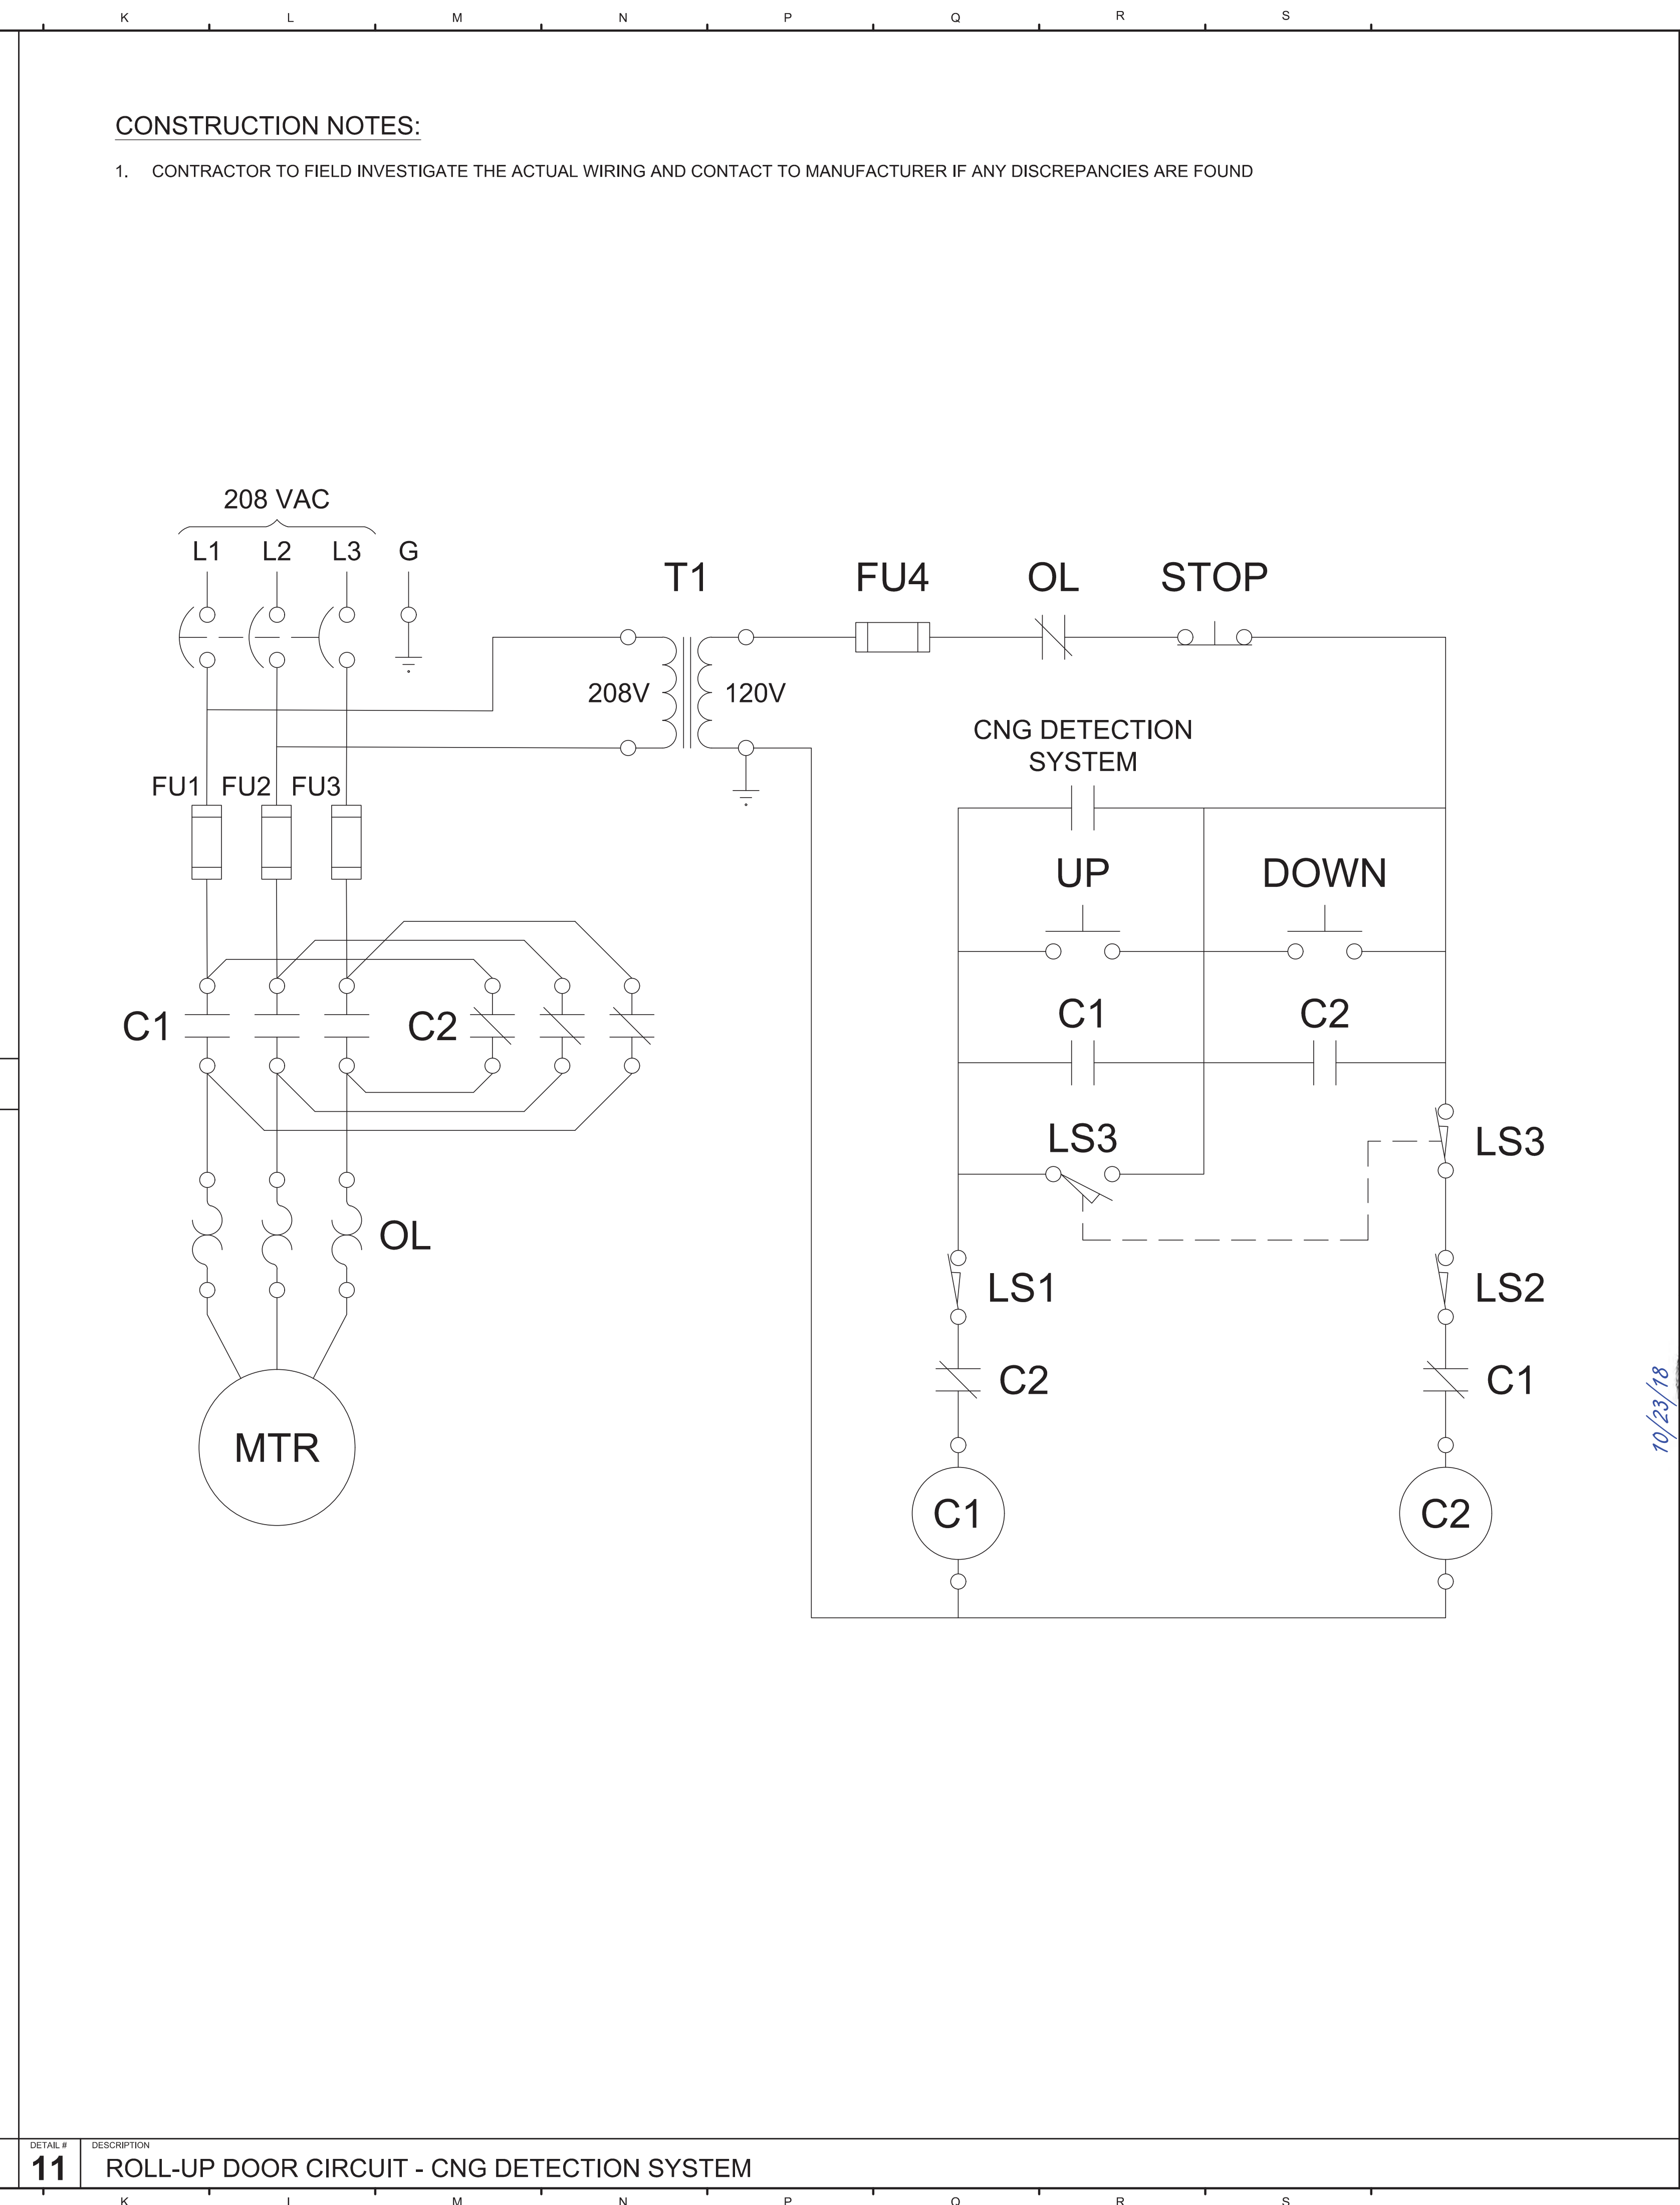 K L M N P Q R S
CONSTRUCTION NOTES:
1. CONTRACTOR TO FIELD INVESTIGATE THE ACTUAL WIRING AND CONTACT TO MANUFACTURER IF ANY DISCREPANCIES ARE FOUND
208 VAC
L1 L2 L3 G
T1 FU4 OL STOP
208V 120V
CNG DETECTION
SYSTEM
FU1 FU2 FU3
UP DOWN
C1 C2
C1 C2
LS3 LS3
OL
LS1 LS2
C2 C1
MTR
C1 C2
10/23/18
DETAIL # DESCRIPTION
11 ROLL-UP DOOR CIRCUIT - CNG DETECTION SYSTEM
K L M N P Q R S